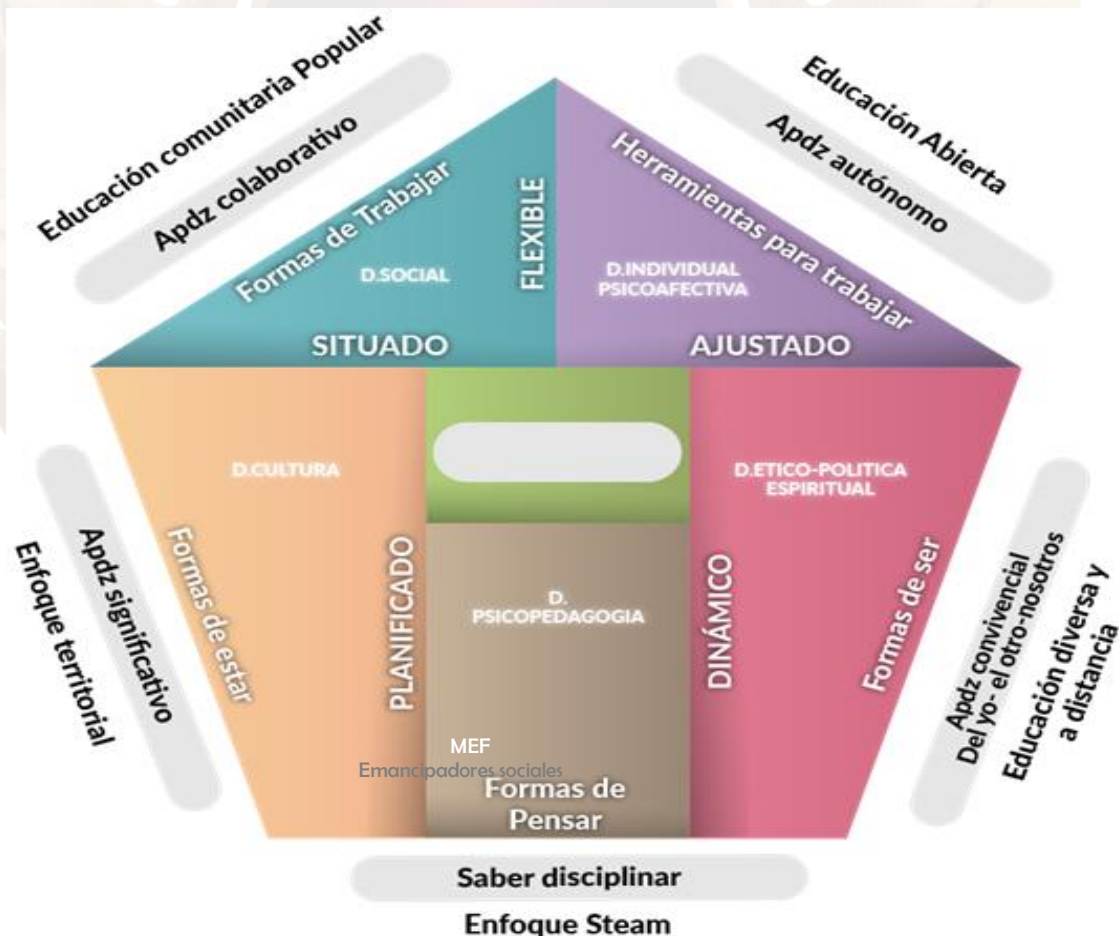 Educación comunitaria Popular
Apdz colaborativo
Formas de Trabajar
D.SOCIAL
FLEXIBLE
SITUADO
Educación Abierta
Apdz autónomo
Herramientas para trabajar
D.INDIVIDUAL
PSICOAFECTIVA
AJUSTADO
D.CULTURA
Formas de estar
PLANIFICADO
Apdz significativo
Enfoque territorial
D.
PSICOPEDAGOGIA
MEF
Emancipadores sociales
Formas de
Pensar
D.ETICO-POLITICA
ESPIRITUAL
DINÁMICO
Formas de ser
Apdz convivencial
Del yo- el otro-nosotros
Educación diversa y
a distancia
Saber disciplinar
Enfoque Steam